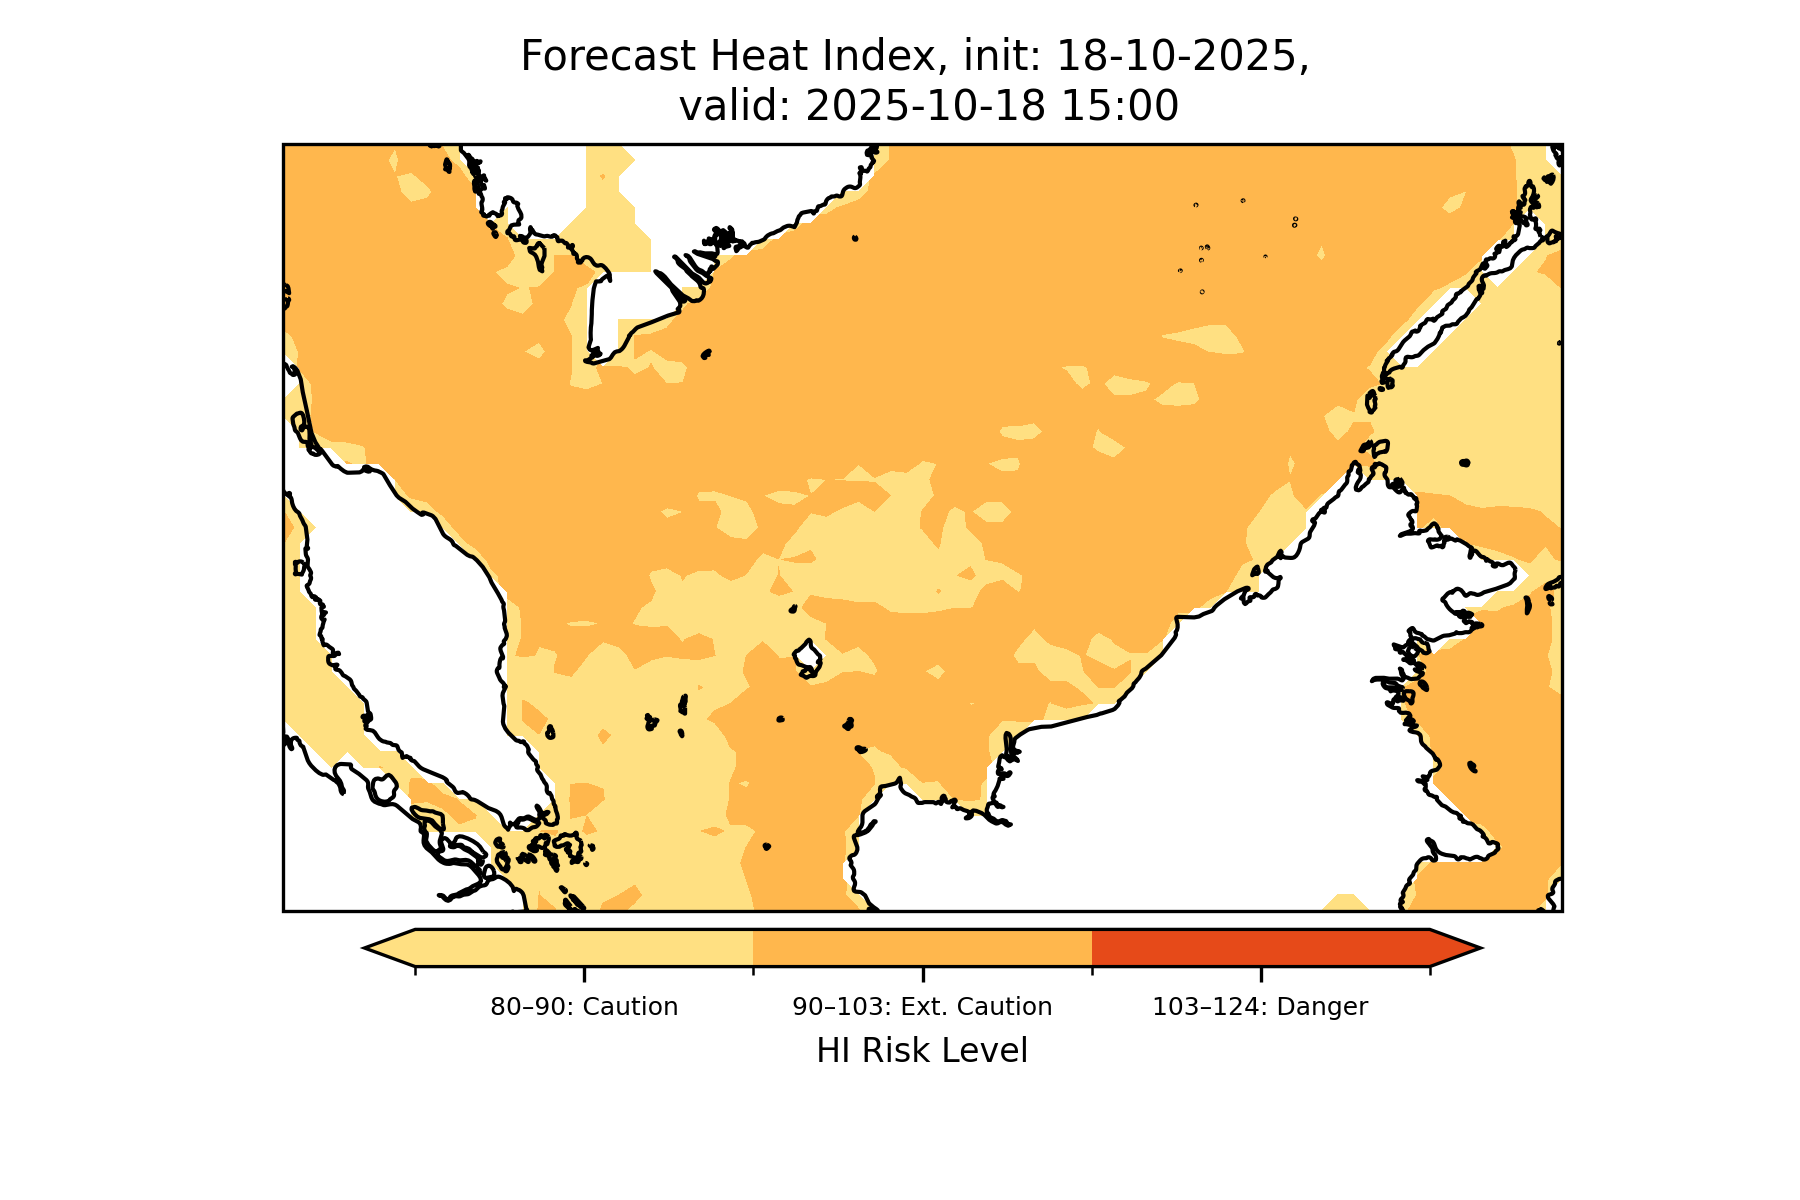 Forecast Heat Index, init: 18-10-2025,
valid: 2025-10-18 15:00
80–90: Caution
90–103: Ext. Caution
103–124: Danger
HI Risk Level